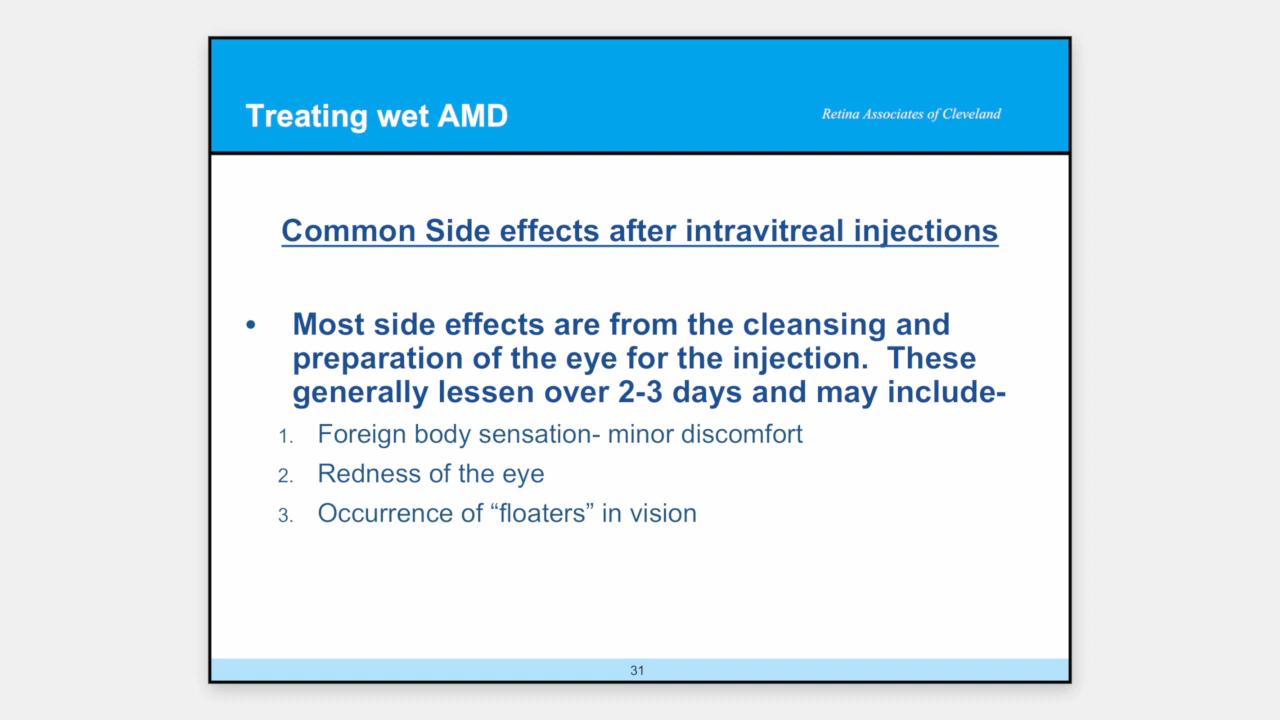 Treating wet AMD
Retina Associates of Cleveland
Common Side effects after intravitreal injections
• Most side effects are from the cleansing and
preparation of the eye for the injection.  These
generally lessen over 2-3 days and may include-
1. Foreign body sensation- minor discomfort
2. Redness of the eye
3. Occurrence of “floaters” in vision
31